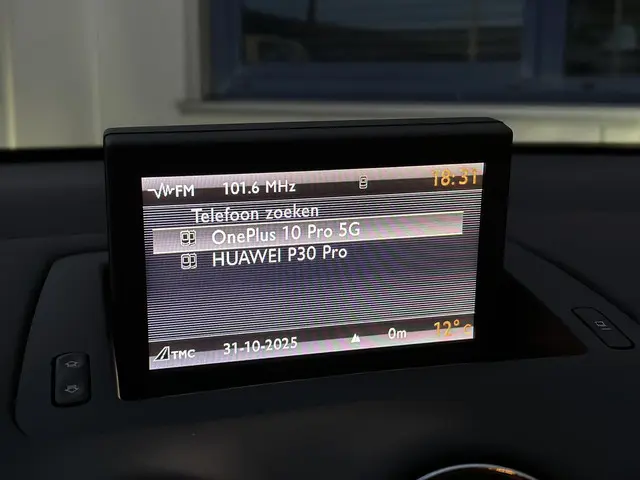 FM 101.6 MHz 18:31
Telefoon zoeken
OnePlus 10 Pro 5G
HUAWEI P30 Pro
TMC 31-10-2025 0m 12°C